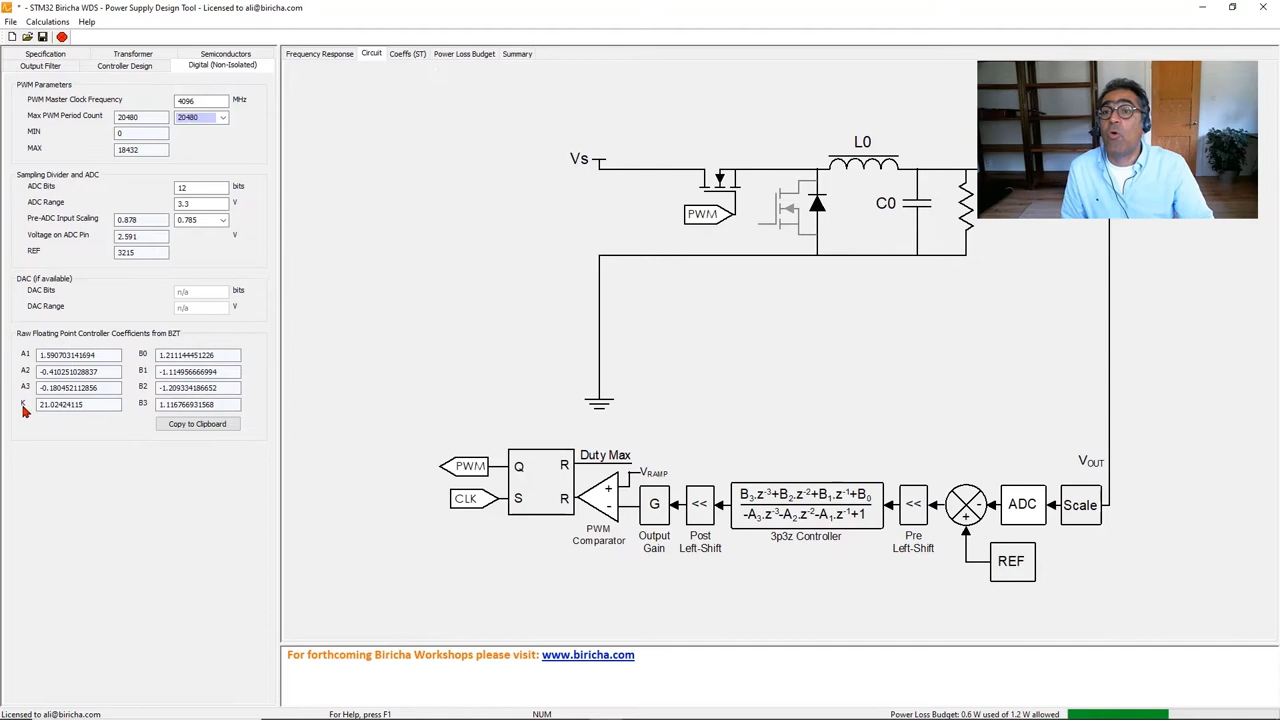 * - STM32 Biricha WDS - Power Supply Design Tool - Licensed to ali@biricha.com
File Calculations Help
Specification Transformer Semiconductors
Output Filter Controller Design Digital (Non-Isolated)
Frequency Response Circuit Coeffs (ST) Power Loss Budget Summary
PWM Parameters
PWM Master Clock Frequency 4096 MHz
Max PWM Period Count 20480 20480
MIN 0
MAX 18432
Sampling Divider and ADC
ADC Bits 12 bits
ADC Range 3.3 V
Pre-ADC Input Scaling 0.878 0.785
Voltage on ADC Pin 2.591 V
REF 3215
DAC (if available)
DAC Bits n/a bits
DAC Range n/a V
Raw Floating Point Controller Coefficients from BZT
A1 1.590703141694 B0 1.211144451226
A2 -0.410251028837 B1 -1.114956666994
A3 -0.180452112856 B2 -1.209334186652
K 21.02424115 B3 1.116766931568
Copy to Clipboard
Vs
L0
PWM
C0
VOUT
PWM Q R Duty Max
VRAMP
CLK S R
+
-
PWM
Comparator
G
Output
Gain
<<
Post
Left-Shift
B3.z-3+B2.z-2+B1.z-1+B0
-A3.z-3-A2.z-2-A1.z-1+1
3p3z Controller
<<
Pre
Left-Shift
-
+
ADC
Scale
REF
For forthcoming Biricha Workshops please visit: www.biricha.com
Licensed to ali@biricha.com For Help, press F1 NUM Power Loss Budget: 0.6 W used of 1.2 W allowed